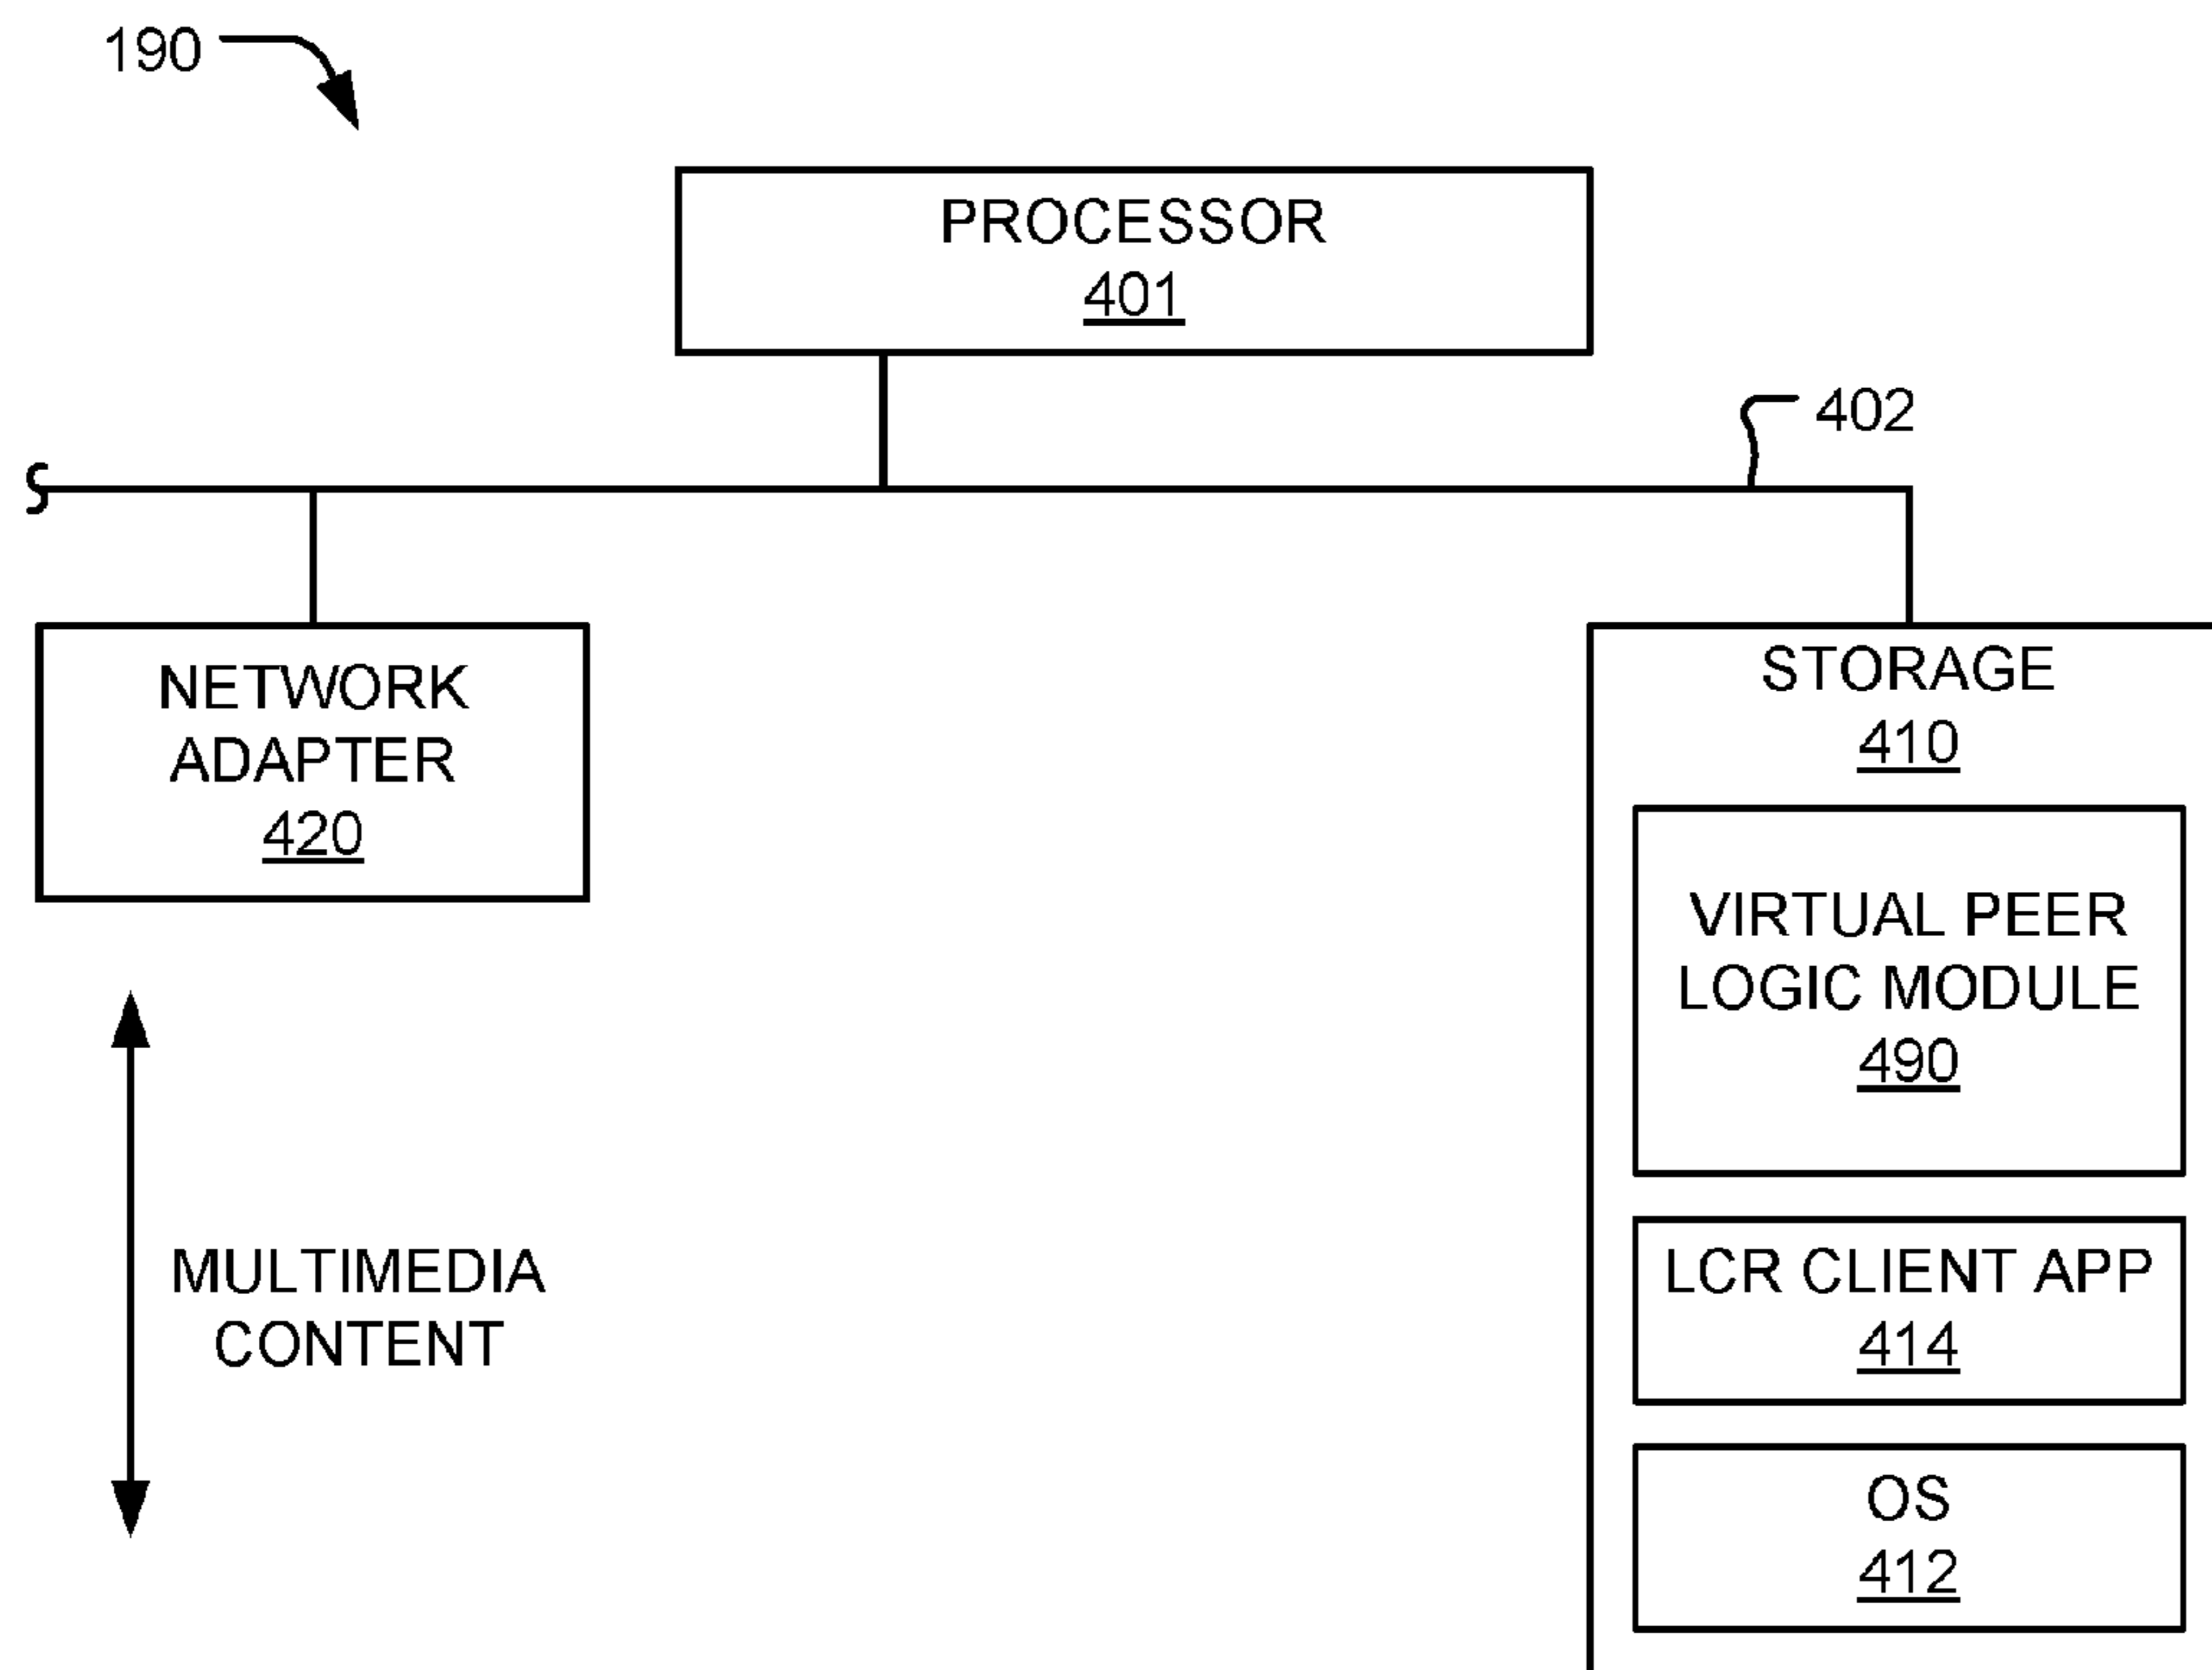 190
PROCESSOR
401
402
NETWORK
ADAPTER
420
STORAGE
410
VIRTUAL PEER
LOGIC MODULE
490
MULTIMEDIA
CONTENT
LCR CLIENT APP
414
OS
412